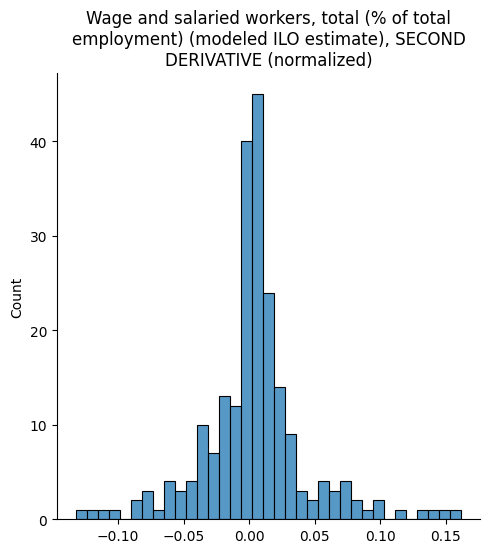 Wage and salaried workers, total (% of total
employment) (modeled ILO estimate), SECOND
DERIVATIVE (normalized)
40
30
20
10
0
Count
−0.10
−0.05
0.00
0.05
0.10
0.15